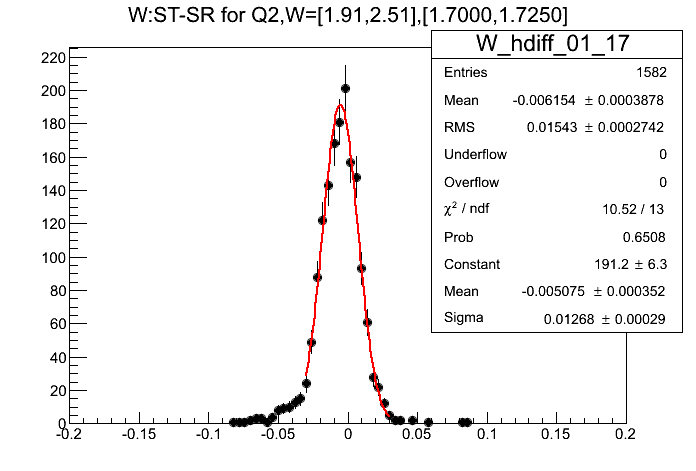 W:ST-SR for Q2,W=[1.91,2.51],[1.7000,1.7250]
W_hdiff_01_17
Entries 1582
Mean -0.006154 ± 0.0003878
RMS 0.01543 ± 0.0002742
Underflow 0
Overflow 0
χ² / ndf 10.52 / 13
Prob 0.6508
Constant 191.2 ± 6.3
Mean -0.005075 ± 0.000352
Sigma 0.01268 ± 0.00029
220
200
180
160
140
120
100
80
60
40
20
0
-0.2 -0.15 -0.1 -0.05 0 0.05 0.1 0.15 0.2